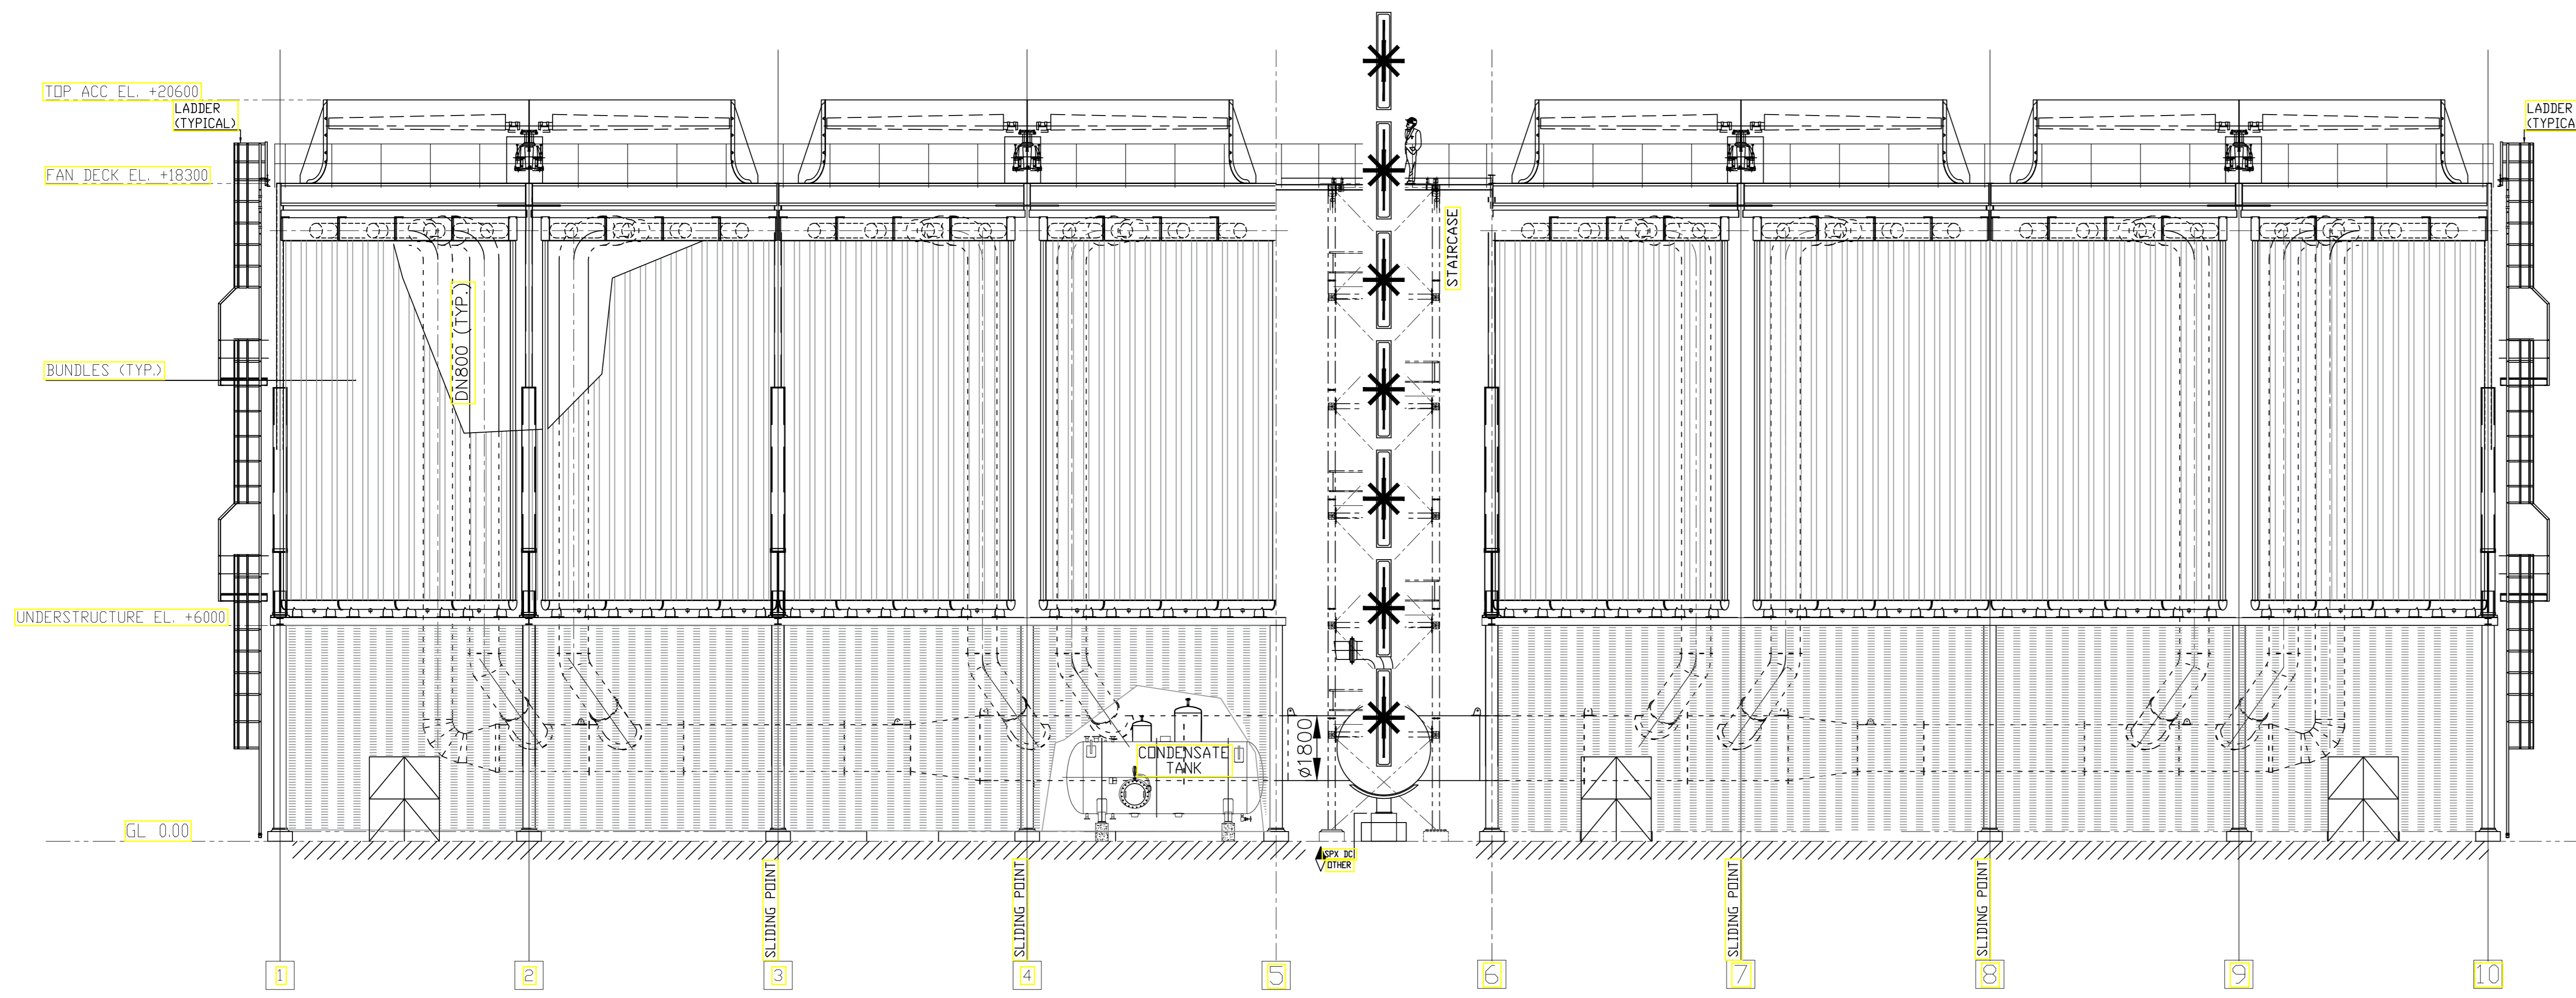 TOP ACC EL. +20600
LADDER
(TYPICAL)
LADDER
(TYPICA
FAN DECK EL. +18300
STAIRCASE
DN800 (TYP.)
BUNDLES (TYP.)
UNDERSTRUCTURE EL. +6000
Ø1800
CONDENSATE
TANK
GL 0.00
SPX DC
OTHER
SLIDING POINT
SLIDING POINT
SLIDING POINT
SLIDING POINT
1
2
3
4
5
6
7
8
9
10